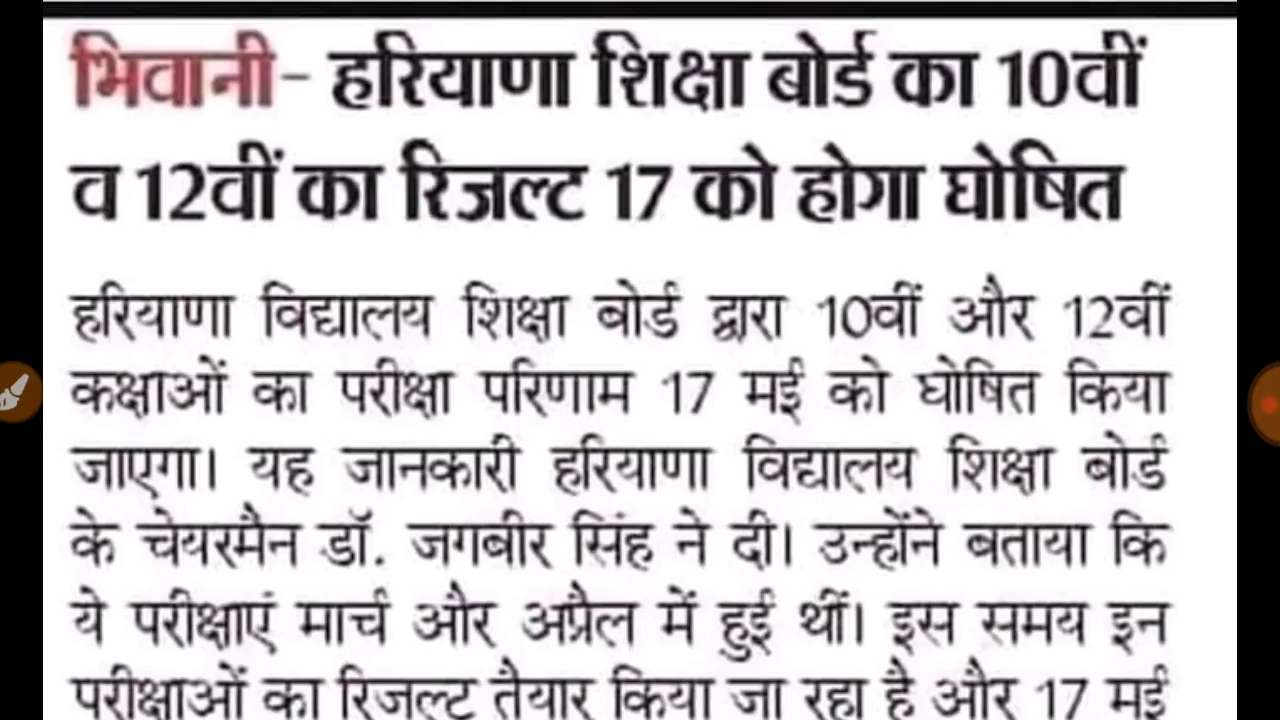 भिवानी- हरियाणा शिक्षा बोर्ड का 10वीं
व 12वीं का रिजल्ट 17 को होगा घोषित
हरियाणा विद्यालय शिक्षा बोर्ड द्वारा 10वीं और 12वीं
कक्षाओं का परीक्षा परिणाम 17 मई को घोषित किया
जाएगा। यह जानकारी हरियाणा विद्यालय शिक्षा बोर्ड
के चेयरमैन डॉ. जगबीर सिंह ने दी। उन्होंने बताया कि
ये परीक्षाएं मार्च और अप्रैल में हुई थीं। इस समय इन
परीक्षाओं का रिजल्ट तैयार किया जा रहा है और 17 मई